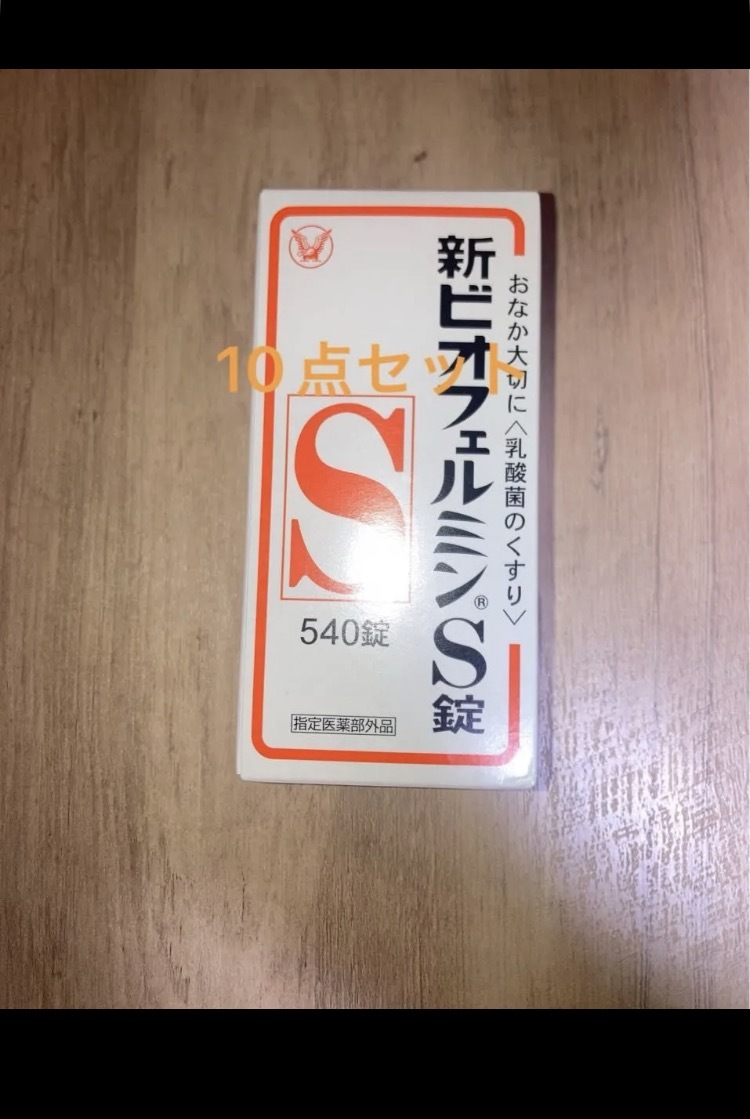 おなか大切に〈乳酸菌のくすり〉
新ビオフェルミン®S錠
10点セット
S
540錠
指定医薬部外品